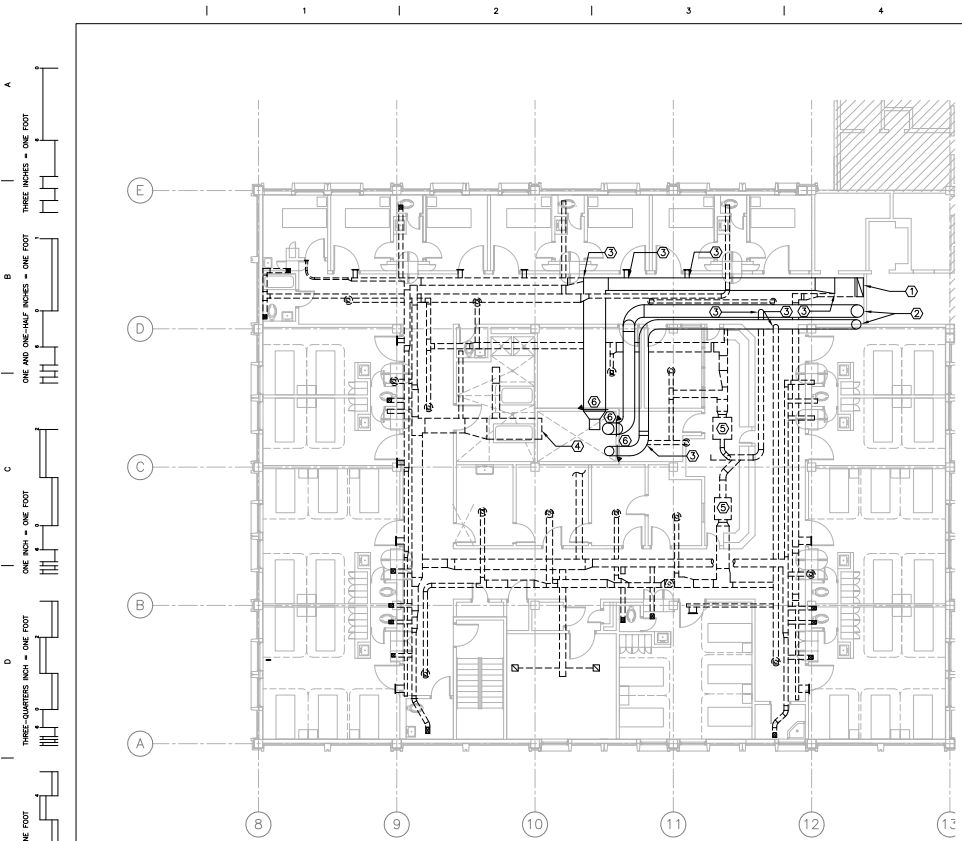 1
2
3
4
A
B
C
D
THREE INCHES = ONE FOOT
ONE AND ONE-HALF INCHES = ONE FOOT
ONE INCH = ONE FOOT
THREE-QUARTERS INCH = ONE FOOT
NE FOOT
E
D
C
B
A
3
3
3
1
2
3
3
3
6
6
6
5
4
3
5
8
9
10
11
12
13